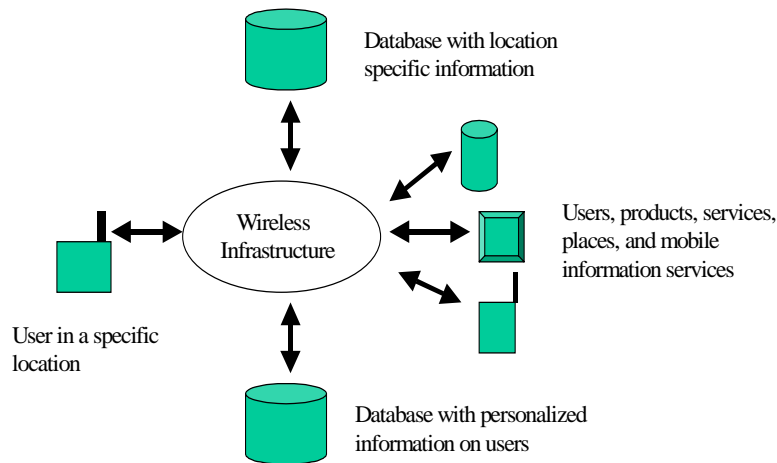 Database with location
specific information
Wireless
Infrastructure
Users, products, services,
places, and mobile
information services
User in a specific
location
Database with personalized
information on users